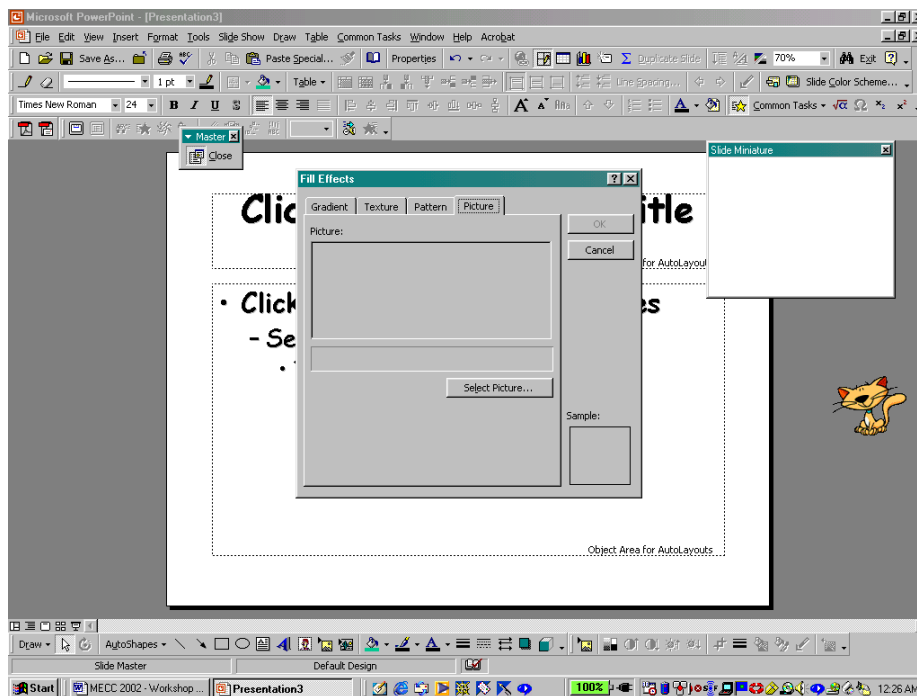 Microsoft PowerPoint - [Presentation3]
File Edit View Insert Format Tools Slide Show Draw Table Common Tasks Window Help Acrobat
Save As... Paste Special... Properties Duplicate Slide 70% Exit
1 pt Table Line Spacing... Slide Color Scheme...
Times New Roman 24 B I U S Common Tasks
Master
Close
Slide Miniature
Fill Effects
Gradient Texture Pattern Picture
OK
Picture:
Cancel
Clic itle
for AutoLayou
• Click es
– Se
Select Picture...
Sample:
Object Area for AutoLayouts
Draw AutoShapes
Slide Master Default Design
Start MECC 2002 - Workshop ... Presentation3 100% 12:26 AM